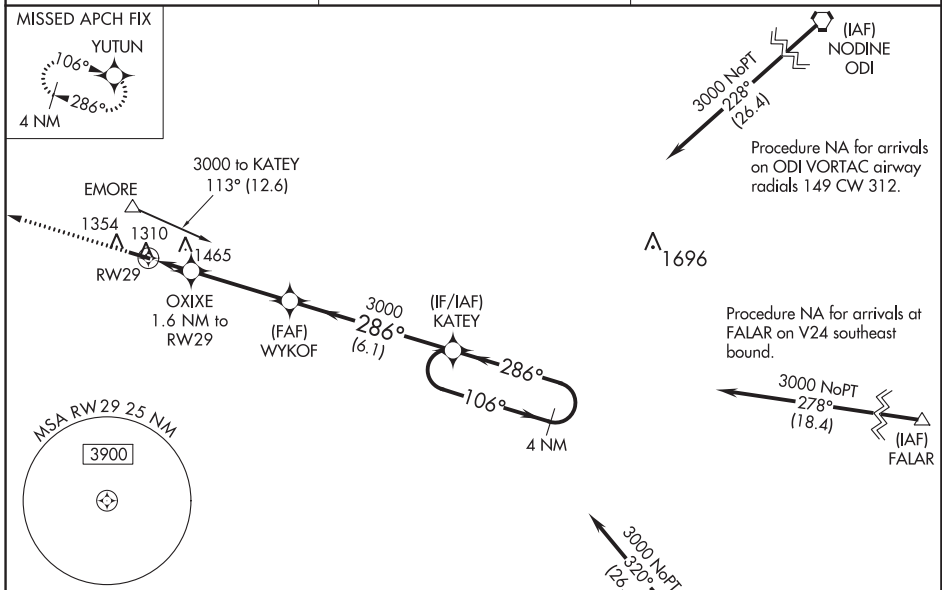 MISSED APCH FIX
YUTUN
106°
286°
4 NM
(IAF)
NODINE
ODI
3000 NoPT
228°
(26.4)
Procedure NA for arrivals
on ODI VORTAC airway
radials 149 CW 312.
3000 to KATEY
113° (12.6)
EMORE
1354
1310
1465
RW29
OXIXE
1.6 NM to
RW29
(FAF)
WYKOF
3000
286°
(6.1)
(IF/IAF)
KATEY
286°
106°
4 NM
1696
Procedure NA for arrivals at
FALAR on V24 southeast
bound.
3000 NoPT
278°
(18.4)
(IAF)
FALAR
MSA RW29 25 NM
3900
3000 NoPT
320°